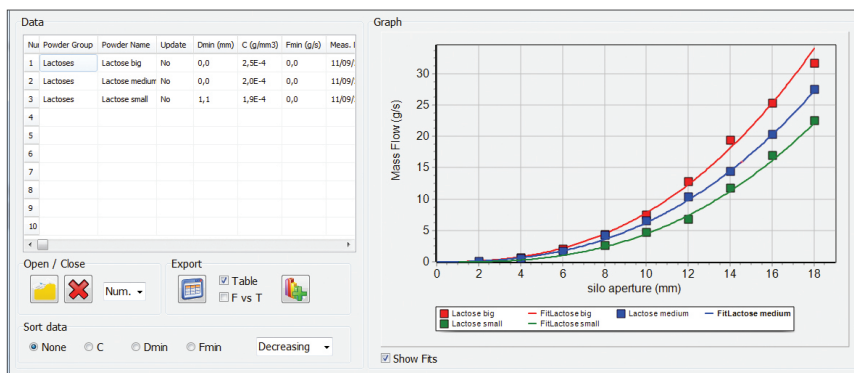 Data
Nu Powder Group Powder Name Update Dmin (mm) C (g/mm3) Fmin (g/s) Meas.
1 Lactoses Lactose big No 0,0 2,5E-4 0,0 11/09/
2 Lactoses Lactose medium No 0,0 2,0E-4 0,0 11/09/
3 Lactoses Lactose small No 1,1 1,9E-4 0,0 11/09/
4
5
6
7
8
9
10
Open / Close
Num.
Export
Table
F vs T
Sort data
None C Dmin Fmin Decreasing
Graph
Mass Flow (g/s)
30
25
20
15
10
5
0
0 2 4 6 8 10 12 14 16 18
silo aperture (mm)
Lactose big FitLactose big Lactose medium FitLactose medium
Lactose small FitLactose small
Show Fits